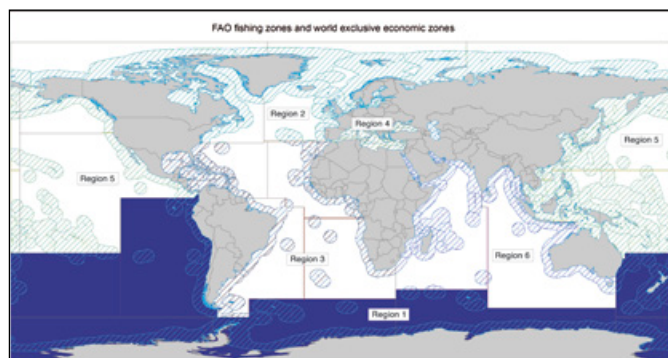 FAO fishing zones and world exclusive economic zones
Region 2
Region 4
Region 5
Region 5
Region 3
Region 6
Region 1